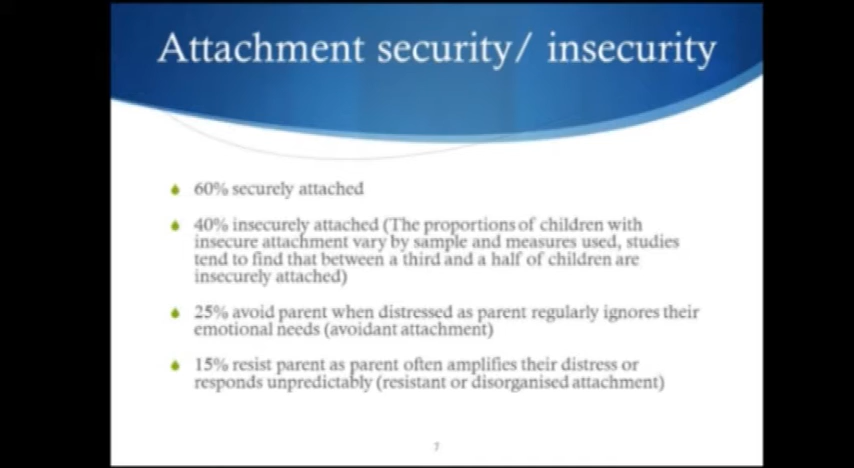 Attachment security/ insecurity
60% securely attached
40% insecurely attached (The proportions of children with
insecure attachment vary by sample and measures used, studies
tend to find that between a third and a half of children are
insecurely attached)
25% avoid parent when distressed as parent regularly ignores their
emotional needs (avoidant attachment)
15% resist parent as parent often amplifies their distress or
responds unpredictably (resistant or disorganised attachment)
7